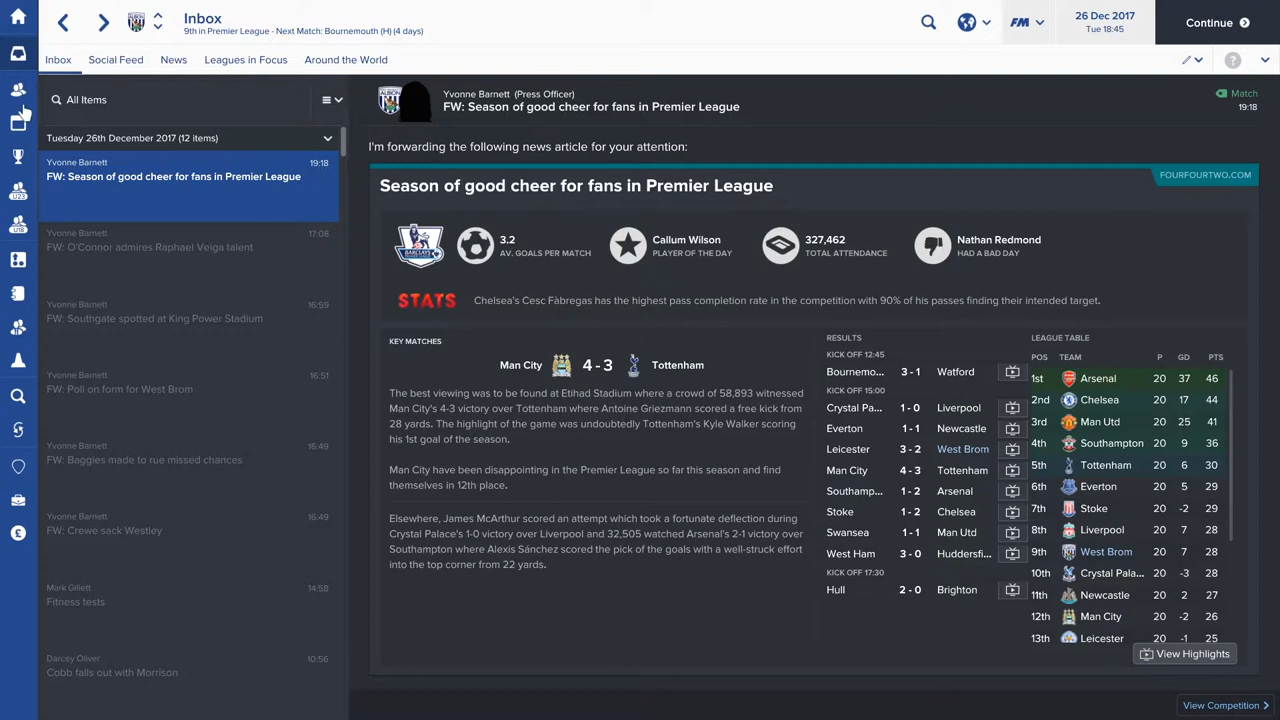 Inbox
9th in Premier League - Next Match: Bournemouth (H) (4 days)
FM
26 Dec 2017
Tue 18:45
Continue
Inbox Social Feed News Leagues in Focus Around the World
?
All Items
Tuesday 26th December 2017 (12 items)
Yvonne Barnett 19:18
FW: Season of good cheer for fans in Premier League
Yvonne Barnett 17:08
FW: O'Connor admires Raphael Veiga talent
Yvonne Barnett 16:59
FW: Southgate spotted at King Power Stadium
Yvonne Barnett 16:51
FW: Poli on form for West Brom
Yvonne Barnett 16:49
FW: Baggies made to rue missed chances
Yvonne Barnett 16:49
FW: Crewe sack Westley
Mark Gillett 14:58
Fitness tests
Darcey Oliver 10:56
Cobb falls out with Morrison
U23
U18
ALBION
Yvonne Barnett (Press Officer)
FW: Season of good cheer for fans in Premier League
Match
19:18
I'm forwarding the following news article for your attention:
FOURFOURTWO.COM
Season of good cheer for fans in Premier League
3.2
AV. GOALS PER MATCH
Callum Wilson
PLAYER OF THE DAY
327,462
TOTAL ATTENDANCE
Nathan Redmond
HAD A BAD DAY
STATS Chelsea's Cesc Fàbregas has the highest pass completion rate in the competition with 90% of his passes finding their intended target.
KEY MATCHES
Man City 4-3 Tottenham
The best viewing was to be found at Etihad Stadium where a crowd of 58,893 witnessed
Man City's 4-3 victory over Tottenham where Antoine Griezmann scored a free kick from
28 yards. The highlight of the game was undoubtedly Tottenham's Kyle Walker scoring
his 1st goal of the season.
Man City have been disappointing in the Premier League so far this season and find
themselves in 12th place.
Elsewhere, James McArthur scored an attempt which took a fortunate deflection during
Crystal Palace's 1-0 victory over Liverpool and 32,505 watched Arsenal's 2-1 victory over
Southampton where Alexis Sánchez scored the pick of the goals with a well-struck effort
into the top corner from 22 yards.
RESULTS
KICK OFF 12:45
Bournemo... 3 - 1 Watford
KICK OFF 15:00
Crystal Pa... 1 - 0 Liverpool
Everton 1 - 1 Newcastle
Leicester 3 - 2 West Brom
Man City 4 - 3 Tottenham
Southamp... 1 - 2 Arsenal
Stoke 1 - 2 Chelsea
Swansea 1 - 1 Man Utd
West Ham 3 - 0 Huddersfi...
KICK OFF 17:30
Hull 2 - 0 Brighton
LEAGUE TABLE
POS TEAM P GD PTS
1st Arsenal 20 37 46
2nd Chelsea 20 17 44
3rd Man Utd 20 25 41
4th Southampton 20 9 36
5th Tottenham 20 6 30
6th Everton 20 5 29
7th Stoke 20 -2 29
8th Liverpool 20 7 28
9th West Brom 20 7 28
10th Crystal Pala... 20 -3 28
11th Newcastle 20 2 27
12th Man City 20 -2 26
13th Leicester 20 -1 25
View Highlights
View Competition